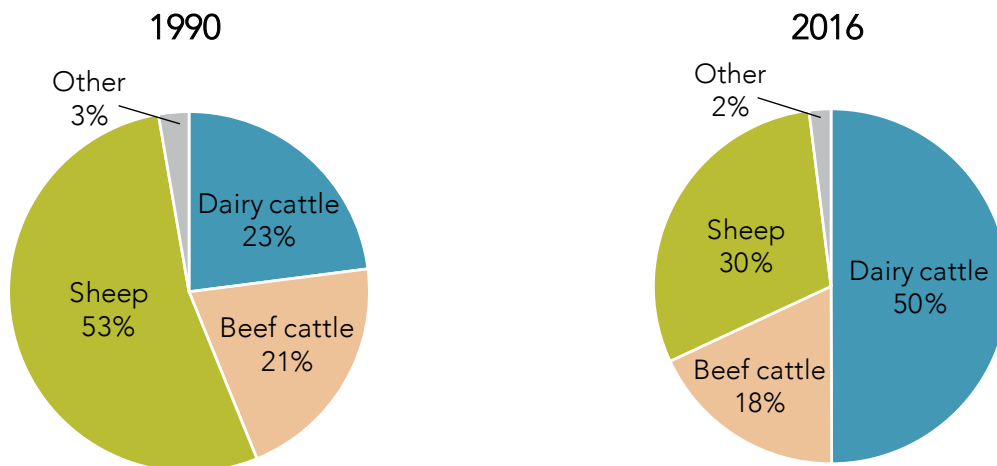 1990
Other
3%
Dairy cattle
23%
Beef cattle
21%
Sheep
53%
2016
Other
2%
Dairy cattle
50%
Beef cattle
18%
Sheep
30%